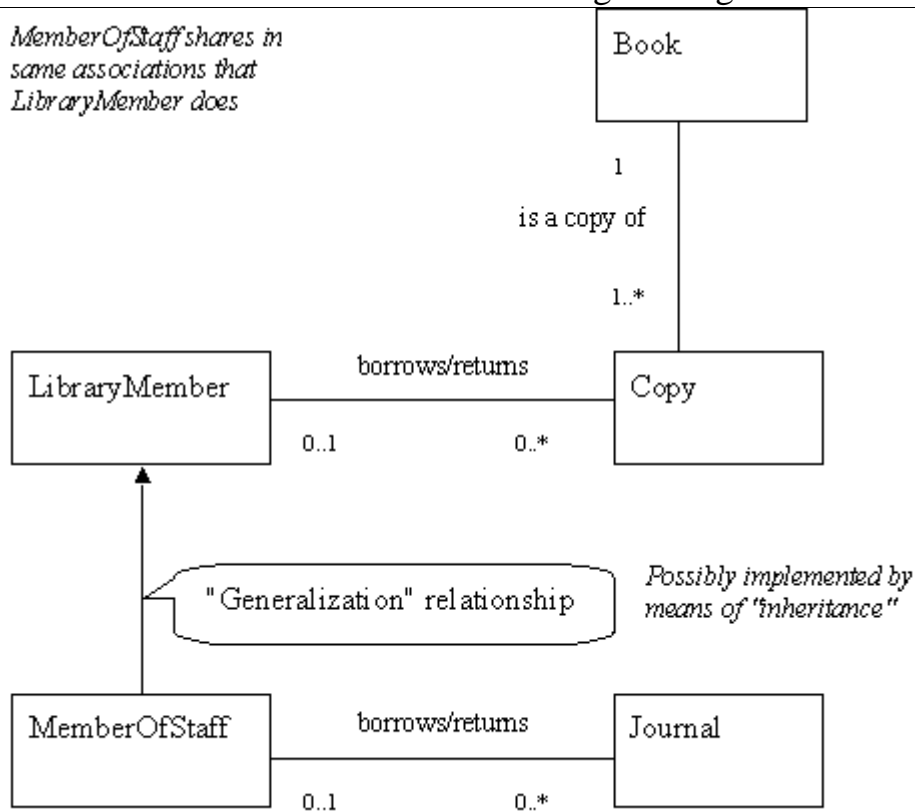 MemberOfStaff shares in
same associations that
LibraryMember does
Book
1
is a copy of
1..*
LibraryMember
borrows/returns
Copy
0..1
0..*
"Generalization" relationship
Possibly implemented by
means of "inheritance"
MemberOfStaff
borrows/returns
Journal
0..1
0..*